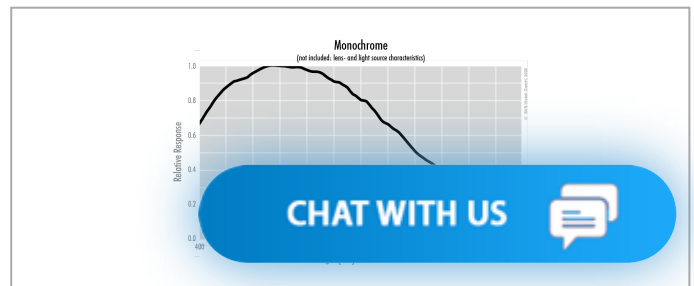 Monochrome
(not included: lens- and light source characteristics)
1.0
0.8
0.6
0.4
0.2
0.0
Relative Response
400
CHAT WITH US